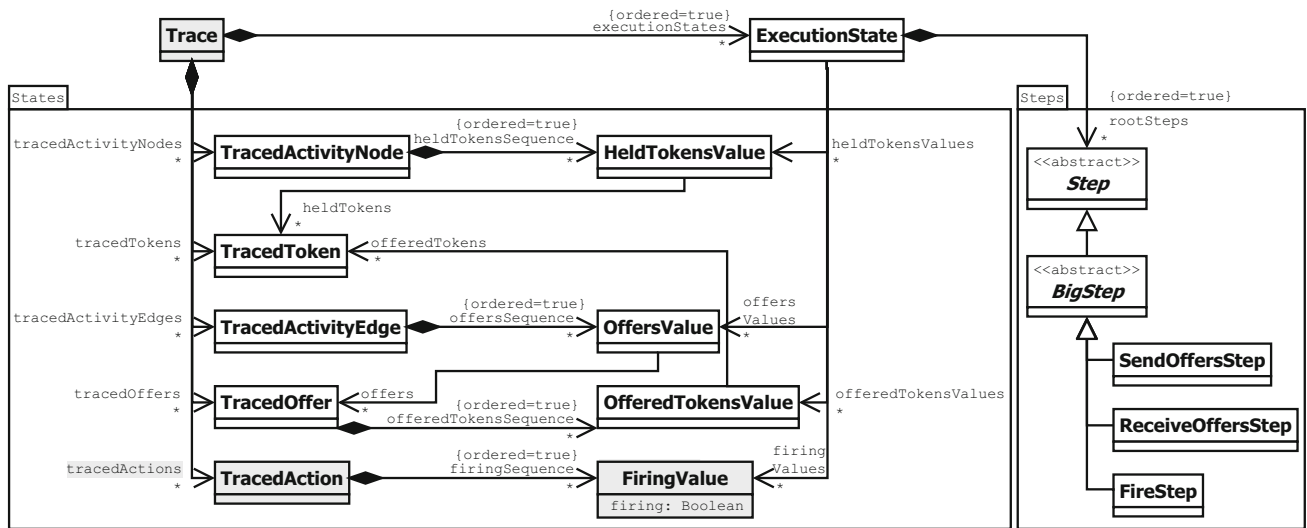 {ordered=true}
Trace
executionStates
*
ExecutionState
States
Steps
{ordered=true}
*
rootSteps
tracedActivityNodes
*
TracedActivityNode
{ordered=true}
heldTokensSequence
*
HeldTokensValue
heldTokensValues
*
<<abstract>>
Step
heldTokens
*
tracedTokens
*
TracedToken
offeredTokens
*
<<abstract>>
BigStep
tracedActivityEdges
*
TracedActivityEdge
{ordered=true}
offersSequence
*
OffersValue
offers
Values
*
SendOffersStep
tracedOffers
*
TracedOffer
offers
*
{ordered=true}
offeredTokensSequence
*
OfferedTokensValue
offeredTokensValues
*
ReceiveOffersStep
tracedActions
*
TracedAction
{ordered=true}
firingSequence
*
FiringValue
firing: Boolean
firing
Values
*
FireStep